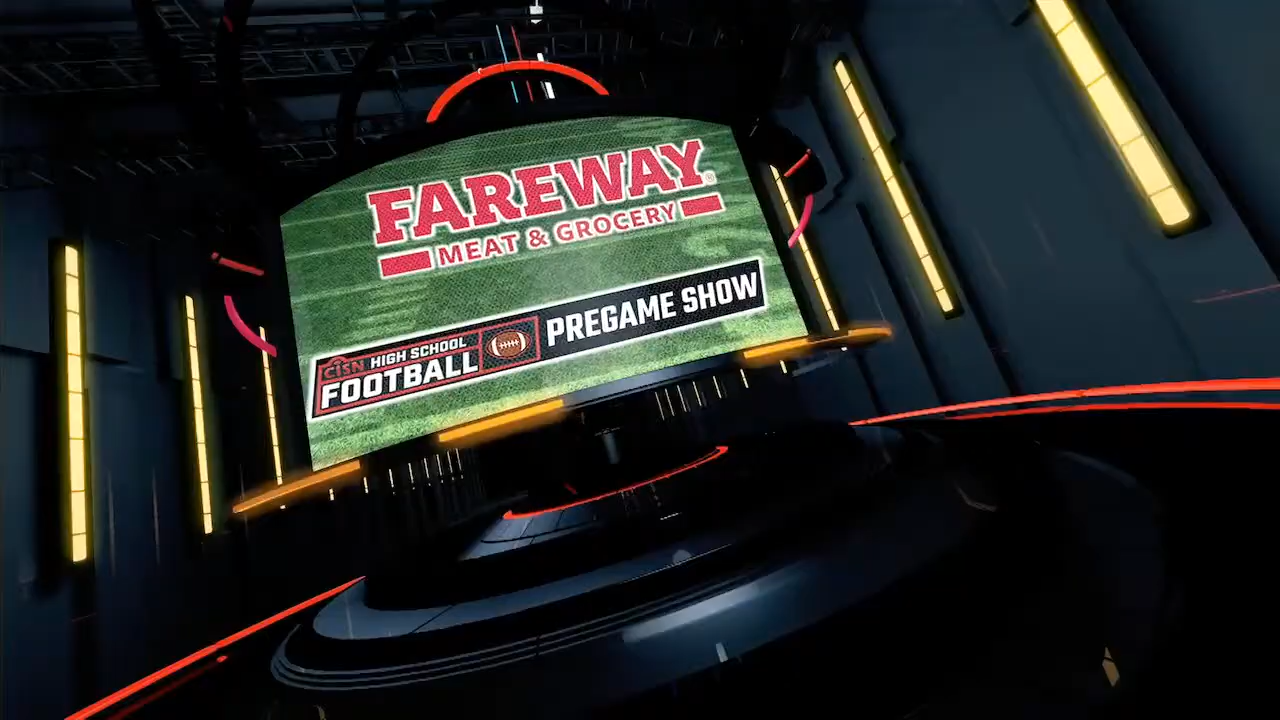 FAREWAY®
MEAT & GROCERY
CISN HIGH SCHOOL
FOOTBALL
PREGAME SHOW